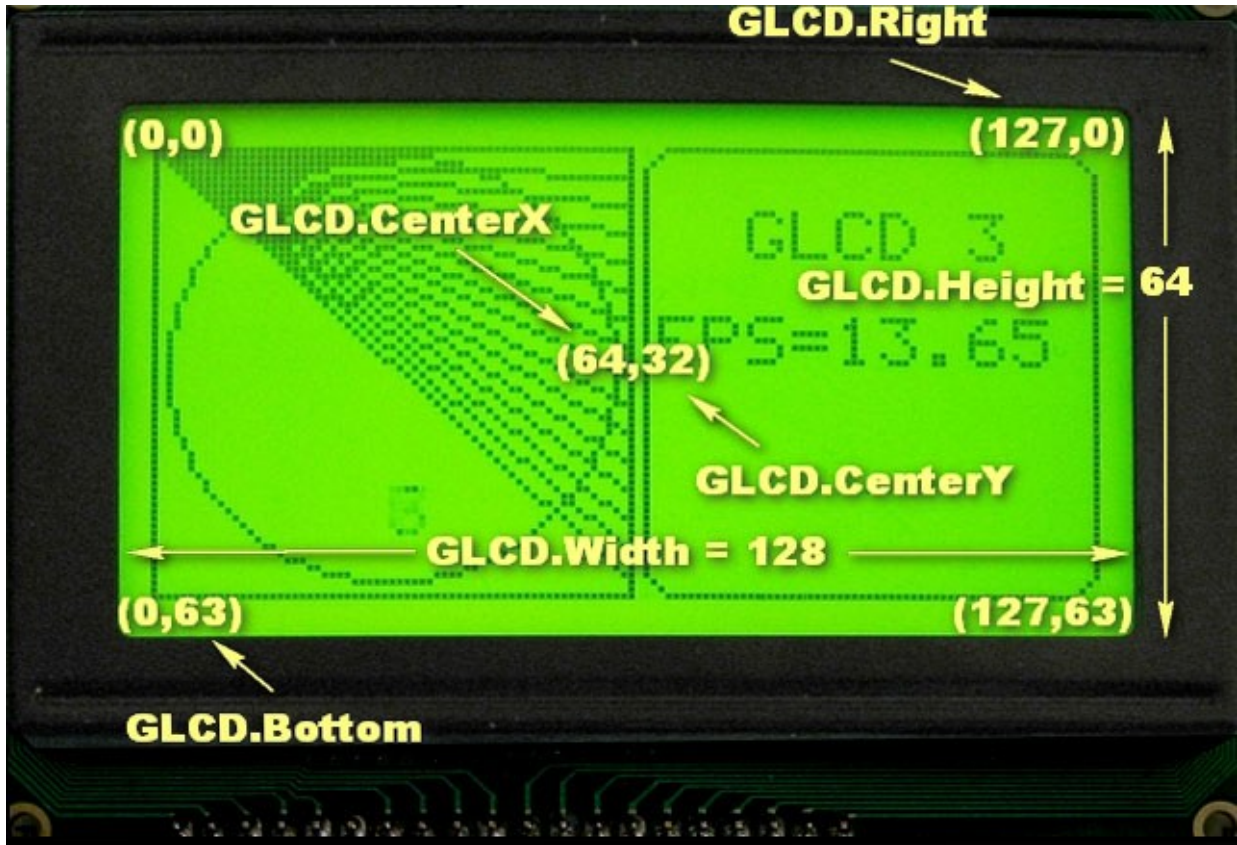 GLCD.Right
(0,0)
(127,0)
GLCD.CenterX
GLCD 3
GLCD.Height = 64
FPS=13.65
(64,32)
GLCD.CenterY
GLCD.Width = 128
(0,63)
(127,63)
GLCD.Bottom